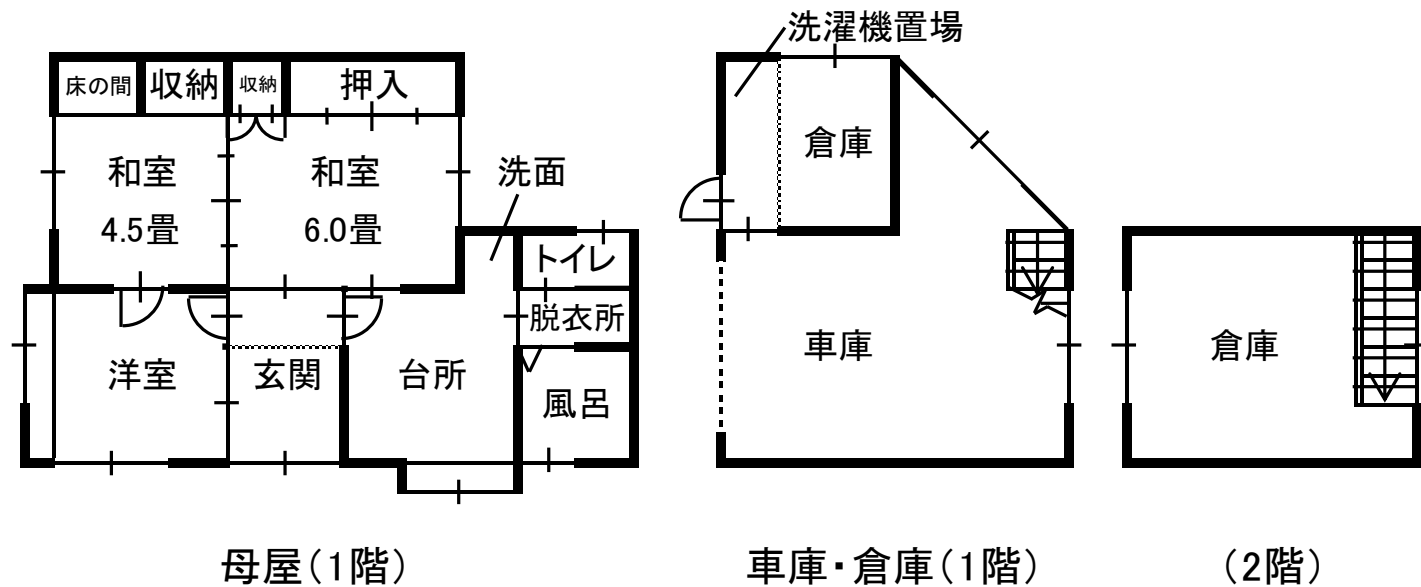 床の間
収納
収納
押入
和室
4.5畳
和室
6.0畳
洗面
トイレ
脱衣所
洋室
玄関
台所
風呂
母屋(1階)
洗濯機置場
倉庫
車庫
車庫・倉庫(1階)
倉庫
(2階)